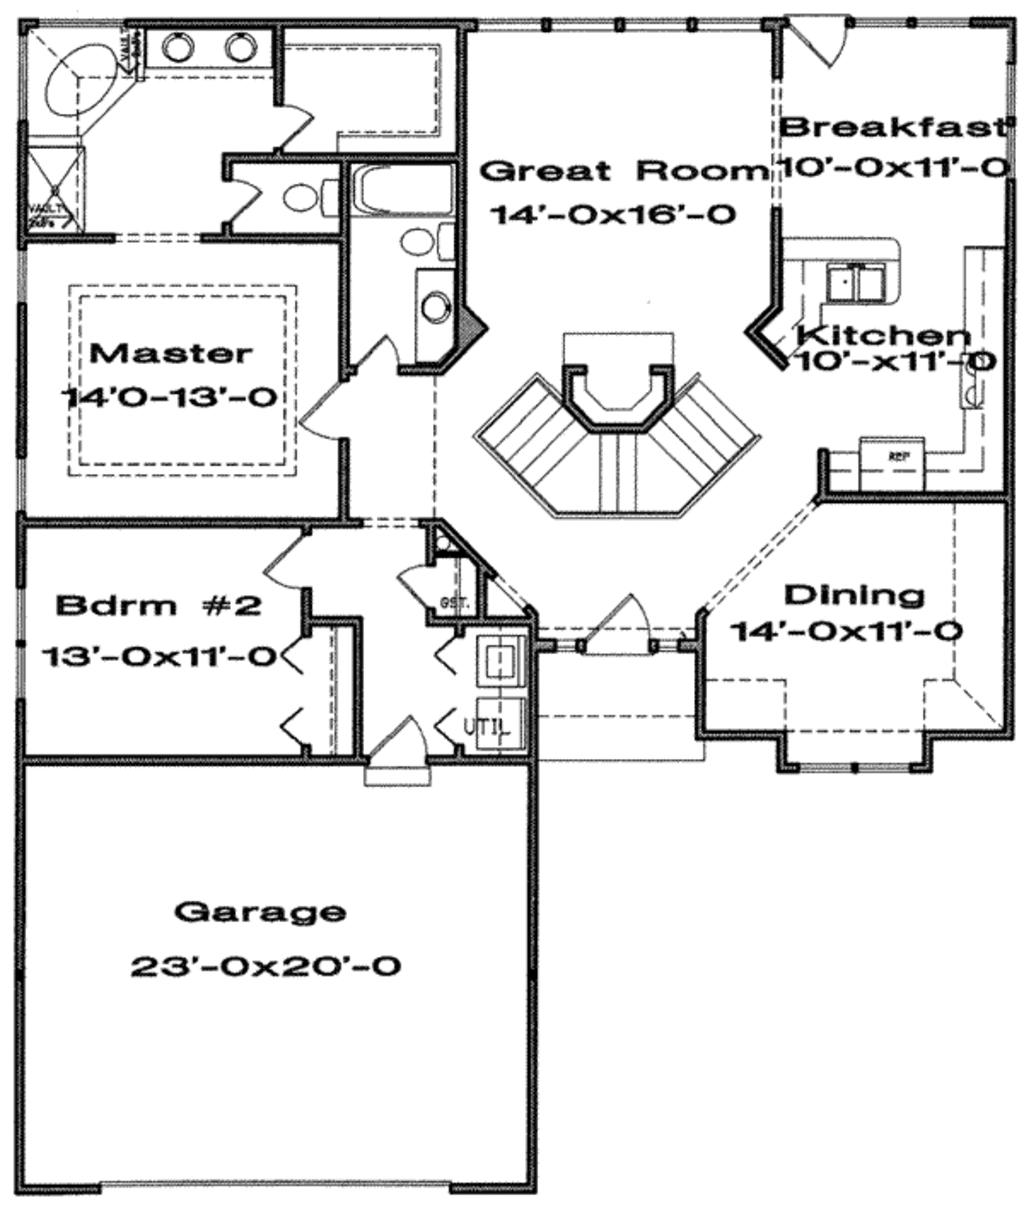 VAULT
Breakfast
10'-0x11'-0
Great Room
14'-0x16'-0
VAULT
Kitchen
10'-x11'-0
Master
14'0-13'-0
REF
Dining
14'-0x11'-0
Bdrm #2
13'-0x11'-0
UTIL
Garage
23'-0x20'-0